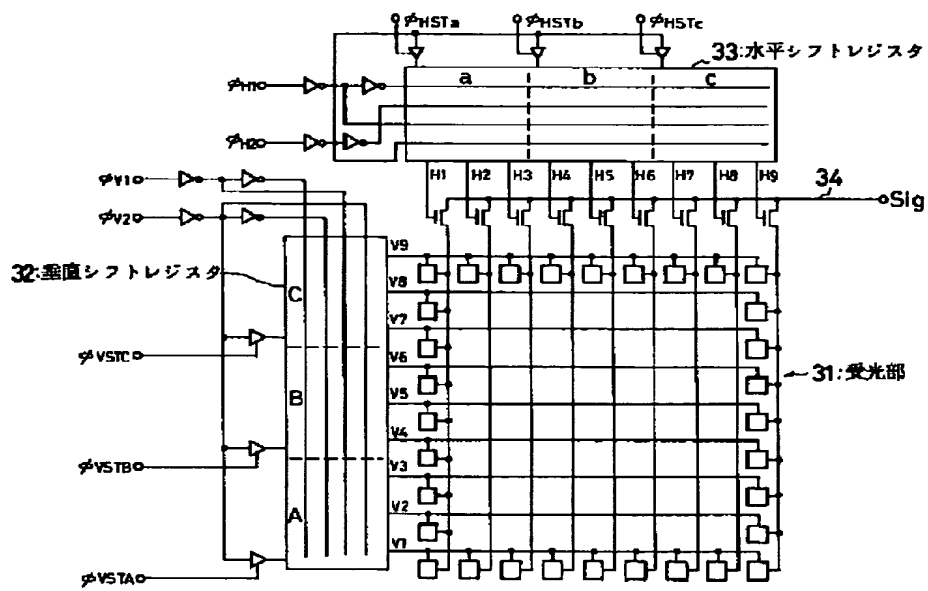 φHSTa φHSTb φHSTc
33:水平シフトレジスタ
a b c
φH1
φH2
H1 H2 H3 H4 H5 H6 H7 H8 H9
34
Sig
φV1
φV2
V9
32:垂直シフトレジスタ
C
V8
V7
φVSTC
V6
31:受光部
B
V5
V4
φVSTB
V3
A
V2
V1
φVSTA